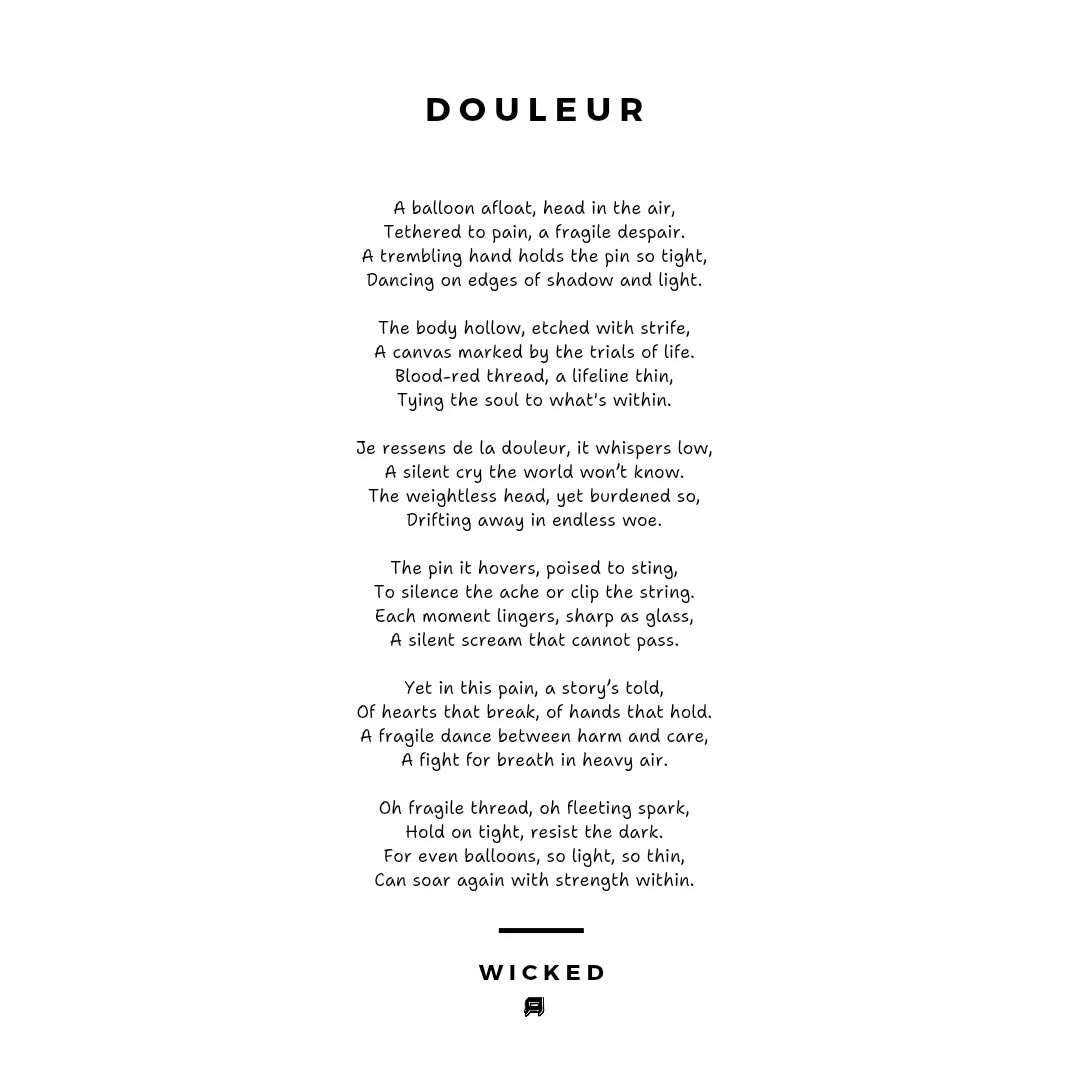 DOULEUR
A balloon afloat, head in the air,
Tethered to pain, a fragile despair.
A trembling hand holds the pin so tight,
Dancing on edges of shadow and light.
The body hollow, etched with strife,
A canvas marked by the trials of life.
Blood-red thread, a lifeline thin,
Tying the soul to what's within.
Je ressens de la douleur, it whispers low,
A silent cry the world won’t know.
The weightless head, yet burdened so,
Drifting away in endless woe.
The pin it hovers, poised to sting,
To silence the ache or clip the string.
Each moment lingers, sharp as glass,
A silent scream that cannot pass.
Yet in this pain, a story’s told,
Of hearts that break, of hands that hold.
A fragile dance between harm and care,
A fight for breath in heavy air.
Oh fragile thread, oh fleeting spark,
Hold on tight, resist the dark.
For even balloons, so light, so thin,
Can soar again with strength within.
WICKED